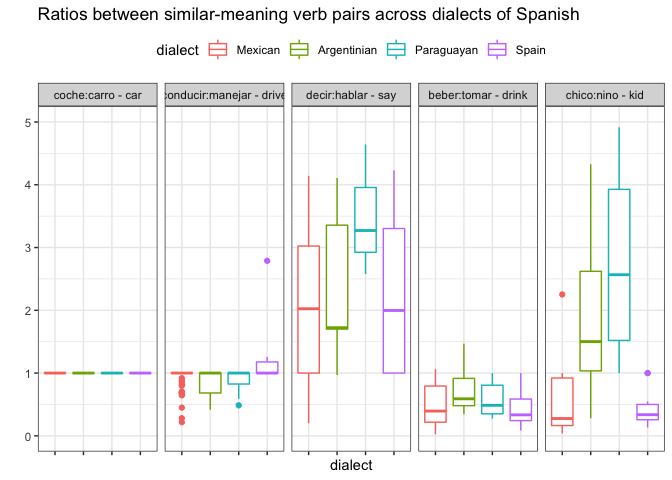 Ratios between similar-meaning verb pairs across dialects of Spanish
dialect Mexican Argentinian Paraguayan Spain
coche:carro - car conducir:manejar - drive decir:hablar - say beber:tomar - drink chico:nino - kid
5
4
3
2
1
0
dialect